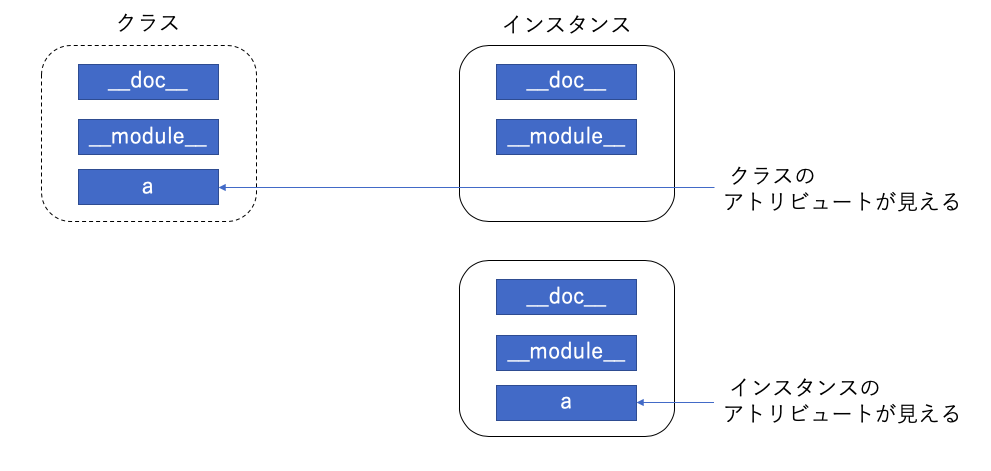 クラス
__doc__
__module__
a
インスタンス
__doc__
__module__
クラスの
アトリビュートが見える
__doc__
__module__
a
インスタンスの
アトリビュートが見える